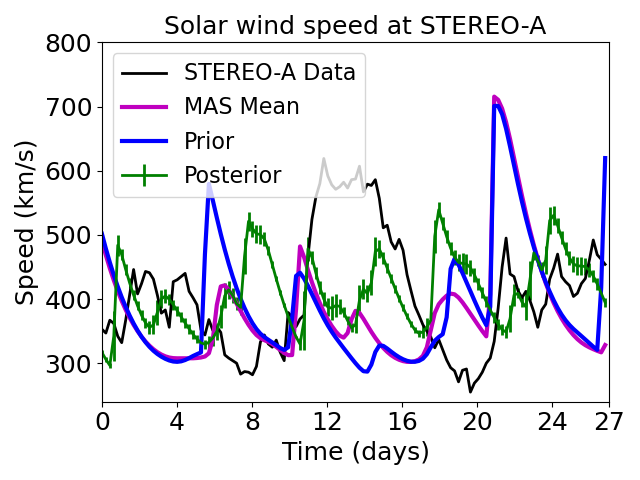 Solar wind speed at STEREO-A
800
700
600
500
400
300
Speed (km/s)
STEREO-A Data
MAS Mean
Prior
Posterior
0 4 8 12 16 20 24 27
Time (days)